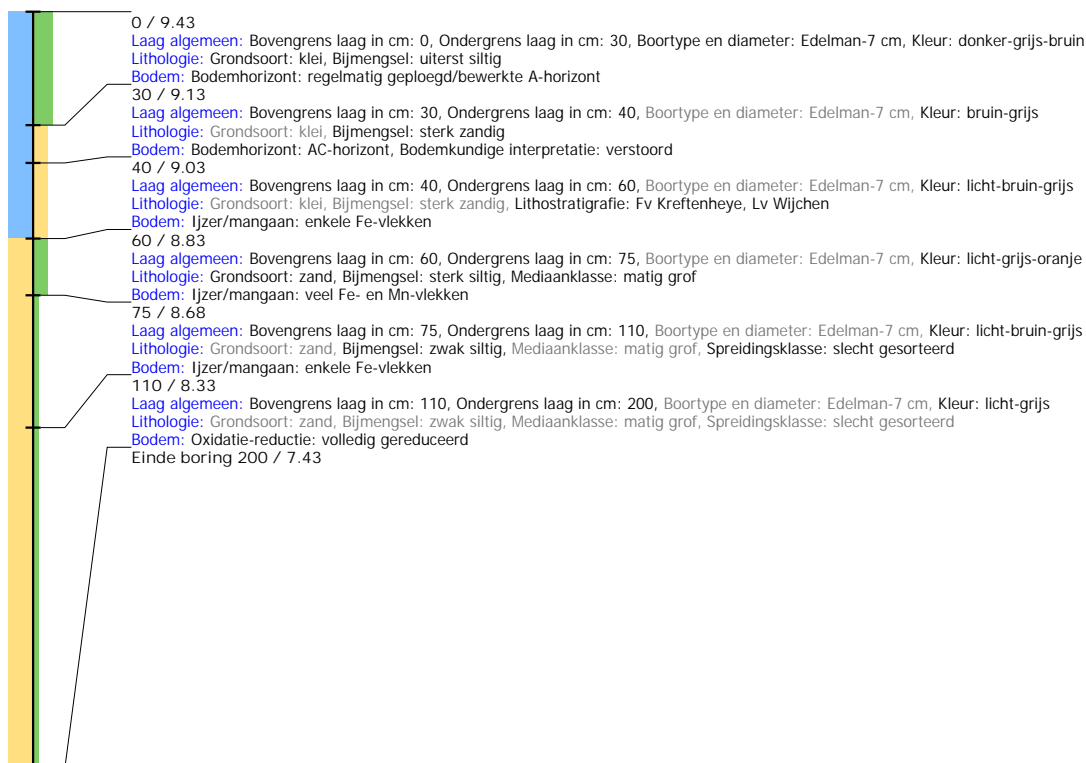 0 / 9.43
Laag algemeen: Bovengrens laag in cm: 0, Ondergrens laag in cm: 30, Boortype en diameter: Edelman-7 cm, Kleur: donker-grijs-bruin
Lithologie: Grondsoort: klei, Bijmengsel: uiterst siltig
Bodem: Bodemhorizont: regelmatig geploegd/bewerkte A-horizont
30 / 9.13
Laag algemeen: Bovengrens laag in cm: 30, Ondergrens laag in cm: 40, Boortype en diameter: Edelman-7 cm, Kleur: bruin-grijs
Lithologie: Grondsoort: klei, Bijmengsel: sterk zandig
Bodem: Bodemhorizont: AC-horizont, Bodemkundige interpretatie: verstoord
40 / 9.03
Laag algemeen: Bovengrens laag in cm: 40, Ondergrens laag in cm: 60, Boortype en diameter: Edelman-7 cm, Kleur: licht-bruin-grijs
Lithologie: Grondsoort: klei, Bijmengsel: sterk zandig, Lithostratigrafie: Fv Kreftenheye, Lv Wijchen
Bodem: Ijzer/mangaan: enkele Fe-vlekken
60 / 8.83
Laag algemeen: Bovengrens laag in cm: 60, Ondergrens laag in cm: 75, Boortype en diameter: Edelman-7 cm, Kleur: licht-grijs-oranje
Lithologie: Grondsoort: zand, Bijmengsel: sterk siltig, Mediaanklasse: matig grof
Bodem: Ijzer/mangaan: veel Fe- en Mn-vlekken
75 / 8.68
Laag algemeen: Bovengrens laag in cm: 75, Ondergrens laag in cm: 110, Boortype en diameter: Edelman-7 cm, Kleur: licht-bruin-grijs
Lithologie: Grondsoort: zand, Bijmengsel: zwak siltig, Mediaanklasse: matig grof, Spreidingsklasse: slecht gesorteerd
Bodem: Ijzer/mangaan: enkele Fe-vlekken
110 / 8.33
Laag algemeen: Bovengrens laag in cm: 110, Ondergrens laag in cm: 200, Boortype en diameter: Edelman-7 cm, Kleur: licht-grijs
Lithologie: Grondsoort: zand, Bijmengsel: zwak siltig, Mediaanklasse: matig grof, Spreidingsklasse: slecht gesorteerd
Bodem: Oxidatie-reductie: volledig gereduceerd
Einde boring 200 / 7.43